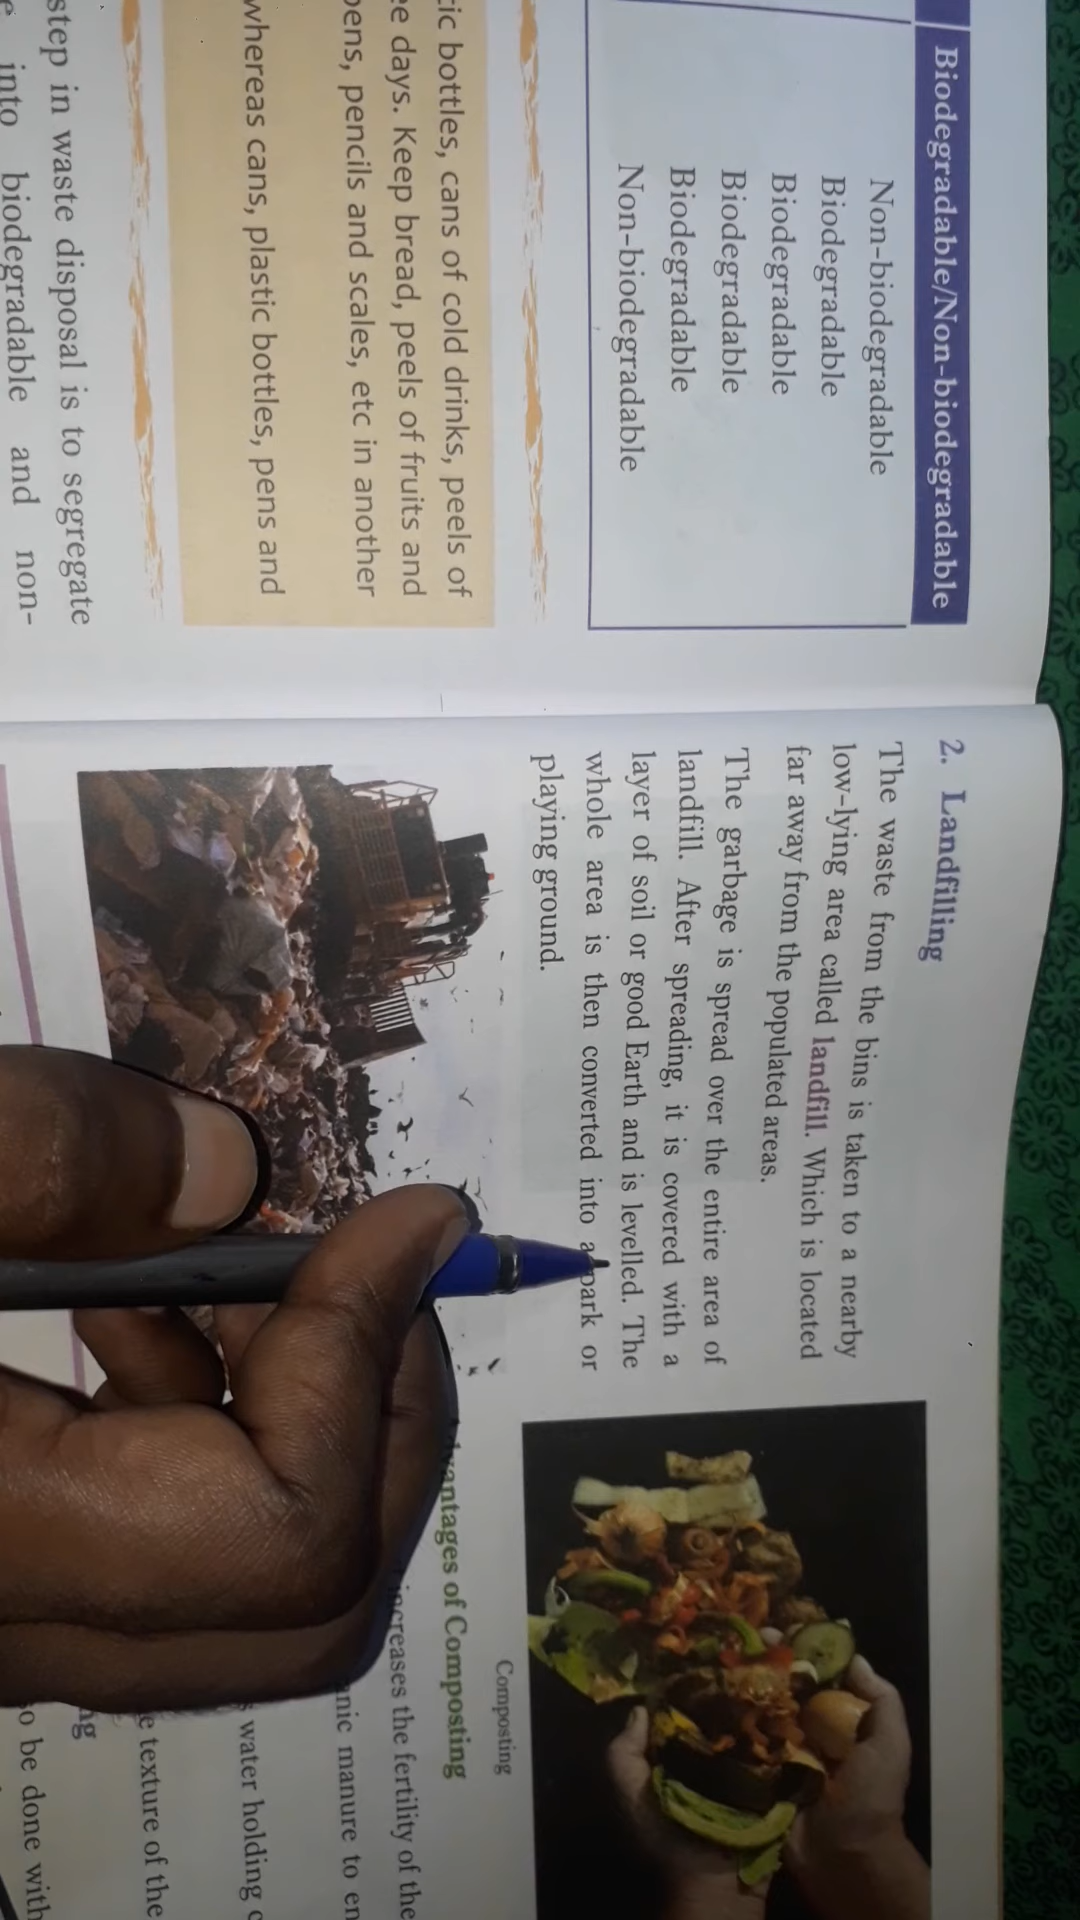 Biodegradable/Non-biodegradable
Non-biodegradable
Biodegradable
Biodegradable
Biodegradable
Biodegradable
Non-biodegradable
tic bottles, cans of cold drinks, peels of
ee days. Keep bread, peels of fruits and
pens, pencils and scales, etc in another
whereas cans, plastic bottles, pens and
step in waste disposal is to segregate
into biodegradable and non-
2. Landfilling
The waste from the bins is taken to a nearby
low-lying area called landfill. Which is located
far away from the populated areas.
The garbage is spread over the entire area of
landfill. After spreading, it is covered with a
layer of soil or good Earth and is levelled. The
whole area is then converted into a park or
playing ground.
Composting
dvantages of Composting
increases the fertility of the
nic manure to en
water holding c
e texture of the
ng
o be done with